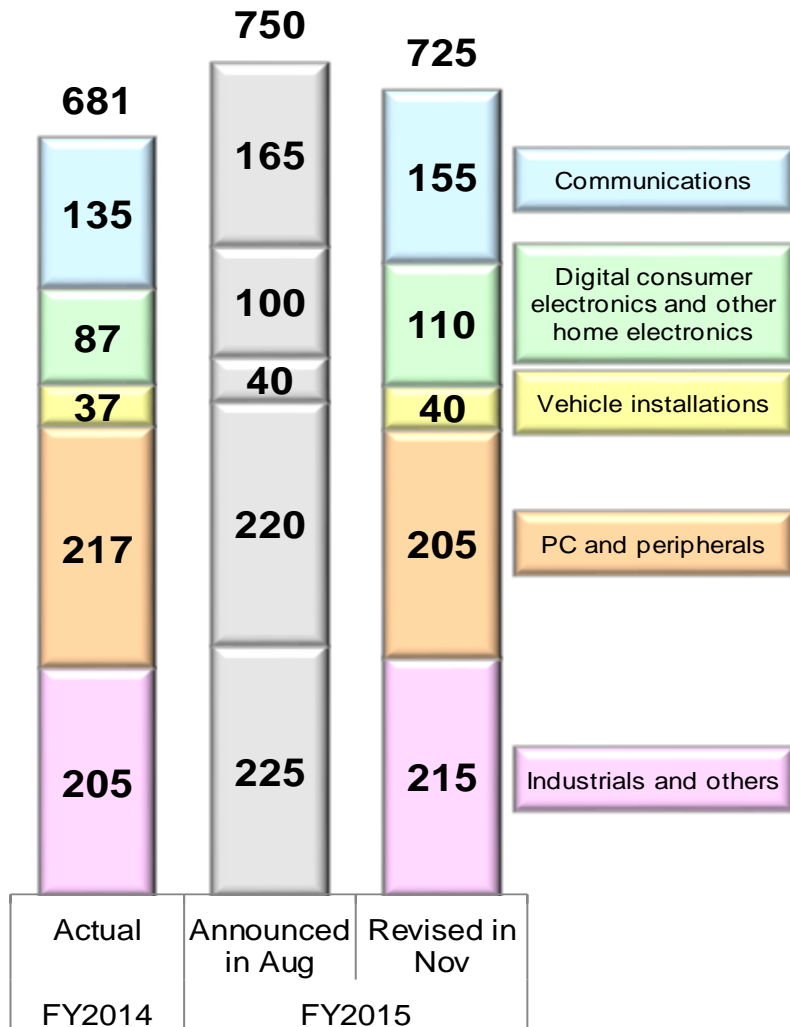 750
725
681
165
155
135
Communications
100
110
87
Digital consumer
electronics and other
home electronics
40
40
37
Vehicle installations
220
205
217
PC and peripherals
225
215
205
Industrials and others
Actual
Announced
in Aug
Revised in
Nov
FY2014
FY2015